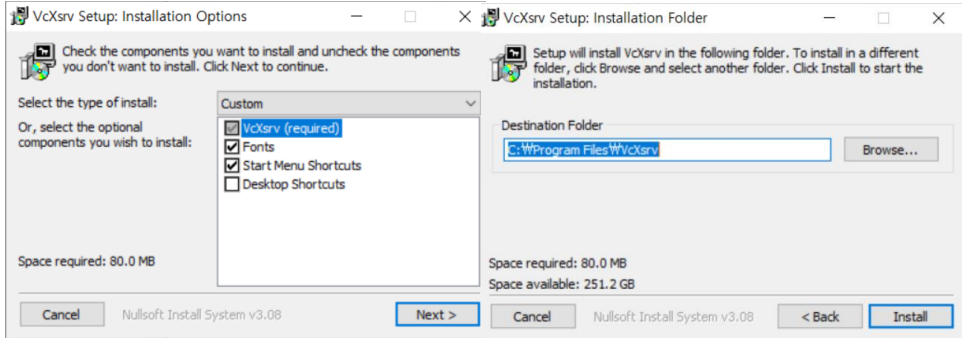 VcXsrv Setup: Installation Options
Check the components you want to install and uncheck the components
you don't want to install. Click Next to continue.
Select the type of install:
Custom
Or, select the optional
components you wish to install:
VcXsrv (required)
Fonts
Start Menu Shortcuts
Desktop Shortcuts
Space required: 80.0 MB
Cancel
Nullsoft Install System v3.08
Next >
VcXsrv Setup: Installation Folder
Setup will install VcXsrv in the following folder. To install in a different
folder, click Browse and select another folder. Click Install to start the
installation.
Destination Folder
C:₩Program Files₩VcXsrv
Browse...
Space required: 80.0 MB
Space available: 251.2 GB
Cancel
Nullsoft Install System v3.08
< Back
Install